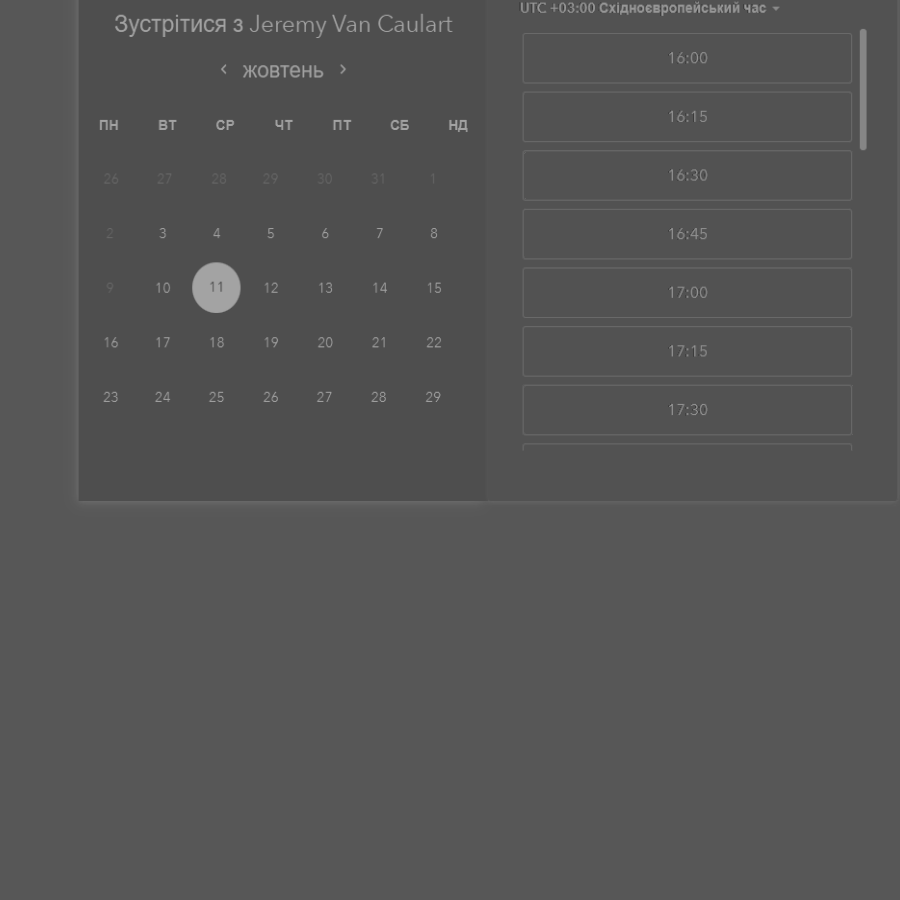 Зустрітися з Jeremy Van Caulart
жовтень
ПН ВТ СР ЧТ ПТ СБ НД
26 27 28 29 30 31 1
2 3 4 5 6 7 8
9 10 11 12 13 14 15
16 17 18 19 20 21 22
23 24 25 26 27 28 29
UTC +03:00 Східноєвропейський час
16:00
16:15
16:30
16:45
17:00
17:15
17:30